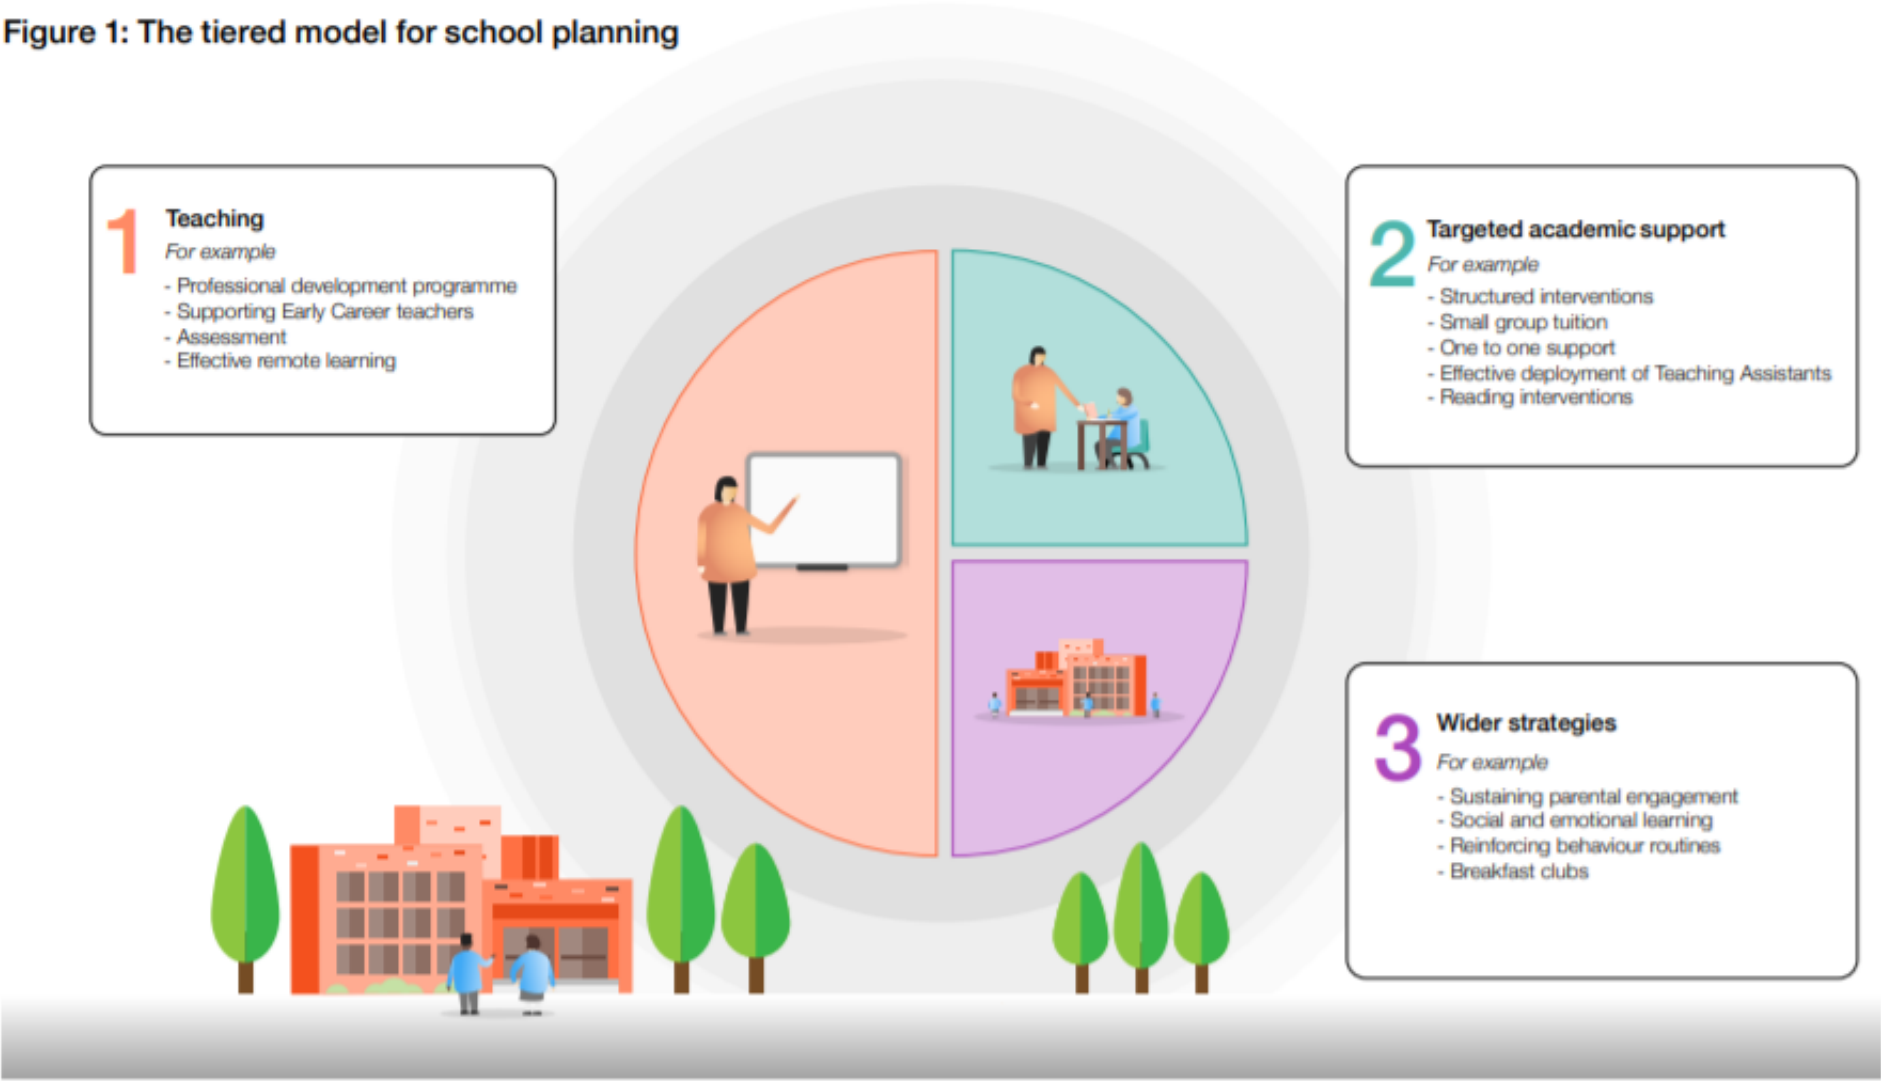 Figure 1: The tiered model for school planning
1
Teaching
For example
- Professional development programme
- Supporting Early Career teachers
- Assessment
- Effective remote learning
2
Targeted academic support
For example
- Structured interventions
- Small group tuition
- One to one support
- Effective deployment of Teaching Assistants
- Reading interventions
3
Wider strategies
For example
- Sustaining parental engagement
- Social and emotional learning
- Reinforcing behaviour routines
- Breakfast clubs